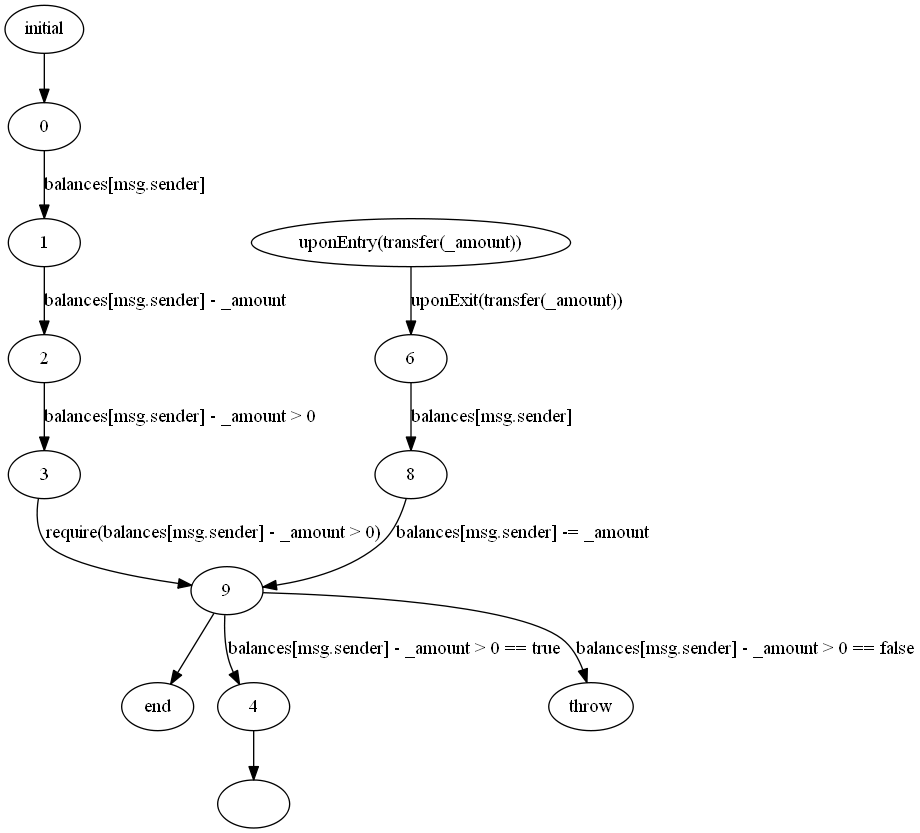 initial
0
balances[msg.sender]
1
uponEntry(transfer(_amount))
balances[msg.sender] - _amount
uponExit(transfer(_amount))
2
6
balances[msg.sender] - _amount > 0
balances[msg.sender]
3
8
require(balances[msg.sender] - _amount > 0)
balances[msg.sender] -= _amount
9
balances[msg.sender] - _amount > 0 == true
balances[msg.sender] - _amount > 0 == false
end
4
throw